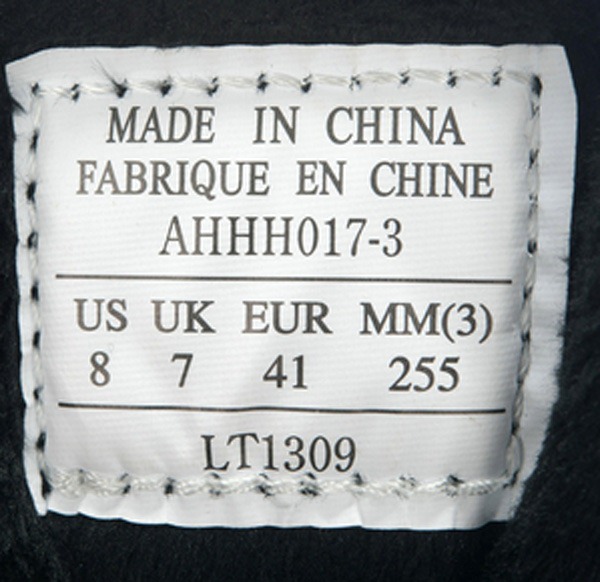 MADE IN CHINA
FABRIQUE EN CHINE
AHHH017-3
US UK EUR MM(3)
8 7 41 255
LT1309